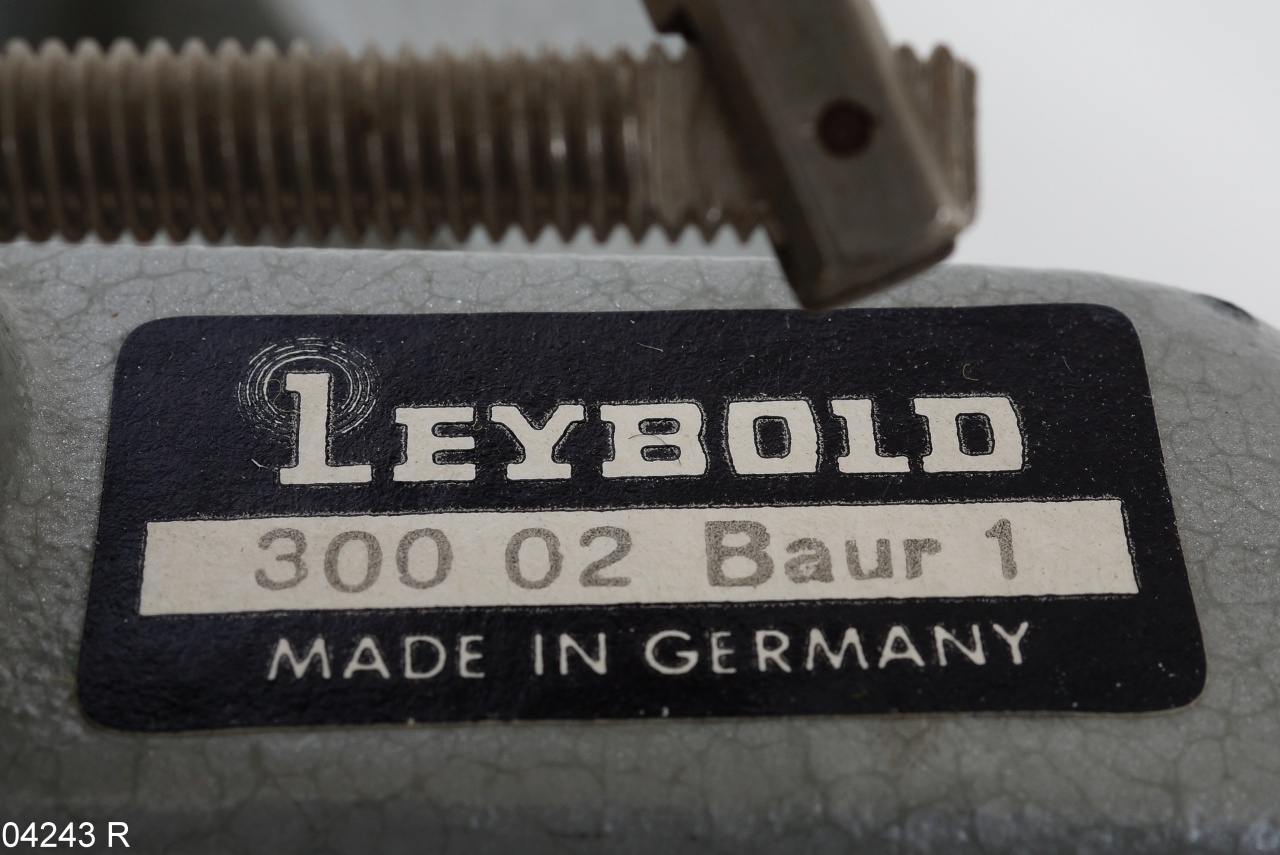 LEYBOLD
300 02 Baur 1
MADE IN GERMANY
04243 R